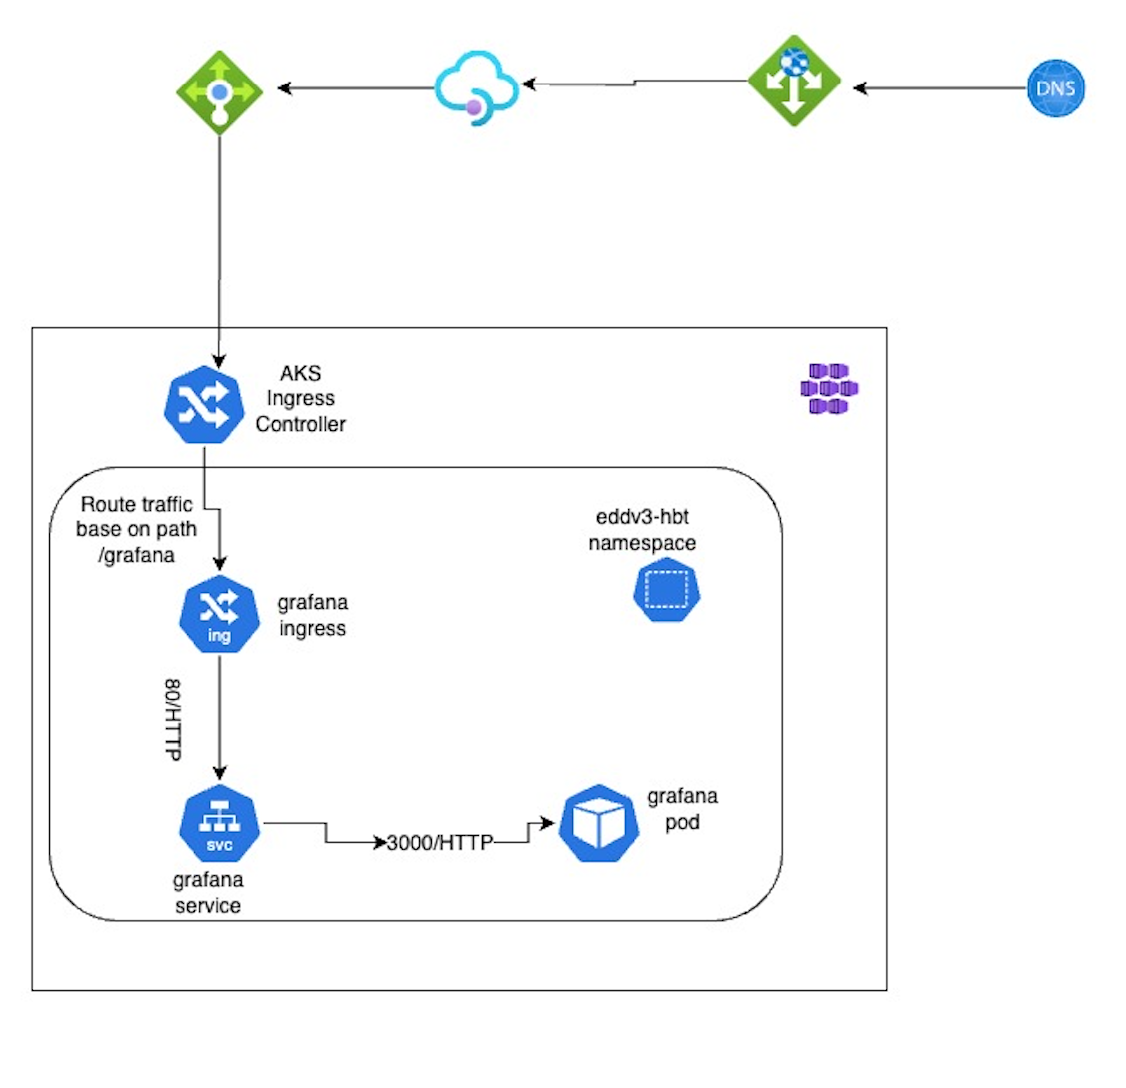 DNS
AKS
Ingress
Controller
Route traffic
base on path
/grafana
eddv3-hbt
namespace
ing
grafana
ingress
80/HTTP
svc
grafana
service
3000/HTTP
grafana
pod